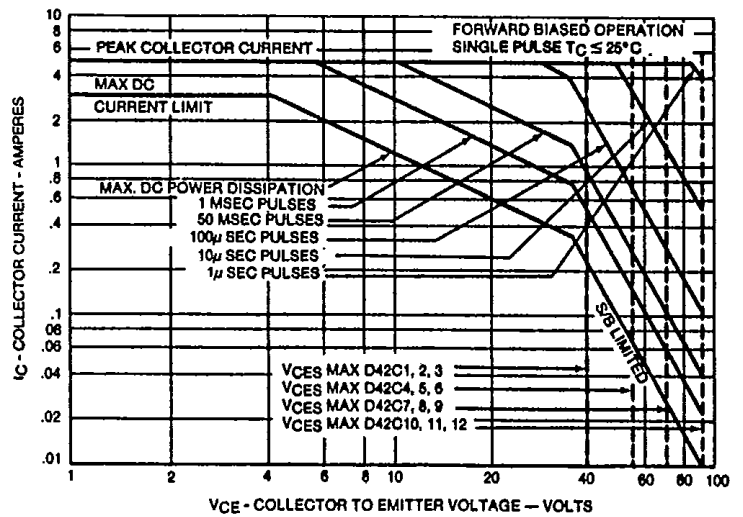 FORWARD BIASED OPERATION
SINGLE PULSE TC ≤ 25°C
PEAK COLLECTOR CURRENT
MAX DC
CURRENT LIMIT
MAX. DC POWER DISSIPATION
1 MSEC PULSES
50 MSEC PULSES
100μ SEC PULSES
10μ SEC PULSES
1μ SEC PULSES
S/B LIMITED
VCES MAX D42C1, 2, 3
VCES MAX D42C4, 5, 6
VCES MAX D42C7, 8, 9
VCES MAX D42C10, 11, 12
IC - COLLECTOR CURRENT - AMPERES
10
8
6
4
2
1
.8
.6
.4
.2
.1
08
.06
.04
.02
.01
1
2
4
6
8
10
20
40
60
80
100
VCE - COLLECTOR TO EMITTER VOLTAGE — VOLTS